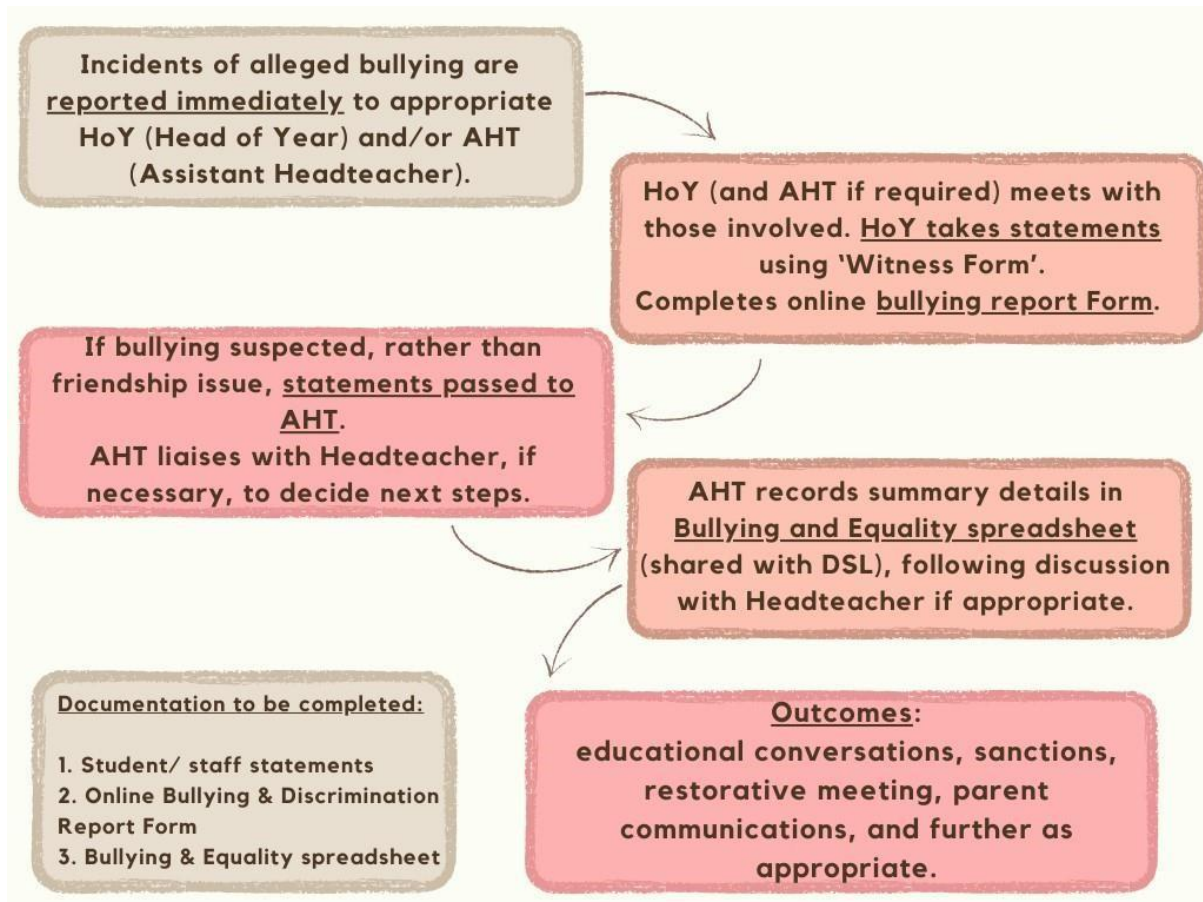 Incidents of alleged bullying are
reported immediately to appropriate
HoY (Head of Year) and/or AHT
(Assistant Headteacher).
HoY (and AHT if required) meets with
those involved. HoY takes statements
using ‘Witness Form’.
Completes online bullying report Form.
If bullying suspected, rather than
friendship issue, statements passed to
AHT.
AHT liaises with Headteacher, if
necessary, to decide next steps.
AHT records summary details in
Bullying and Equality spreadsheet
(shared with DSL), following discussion
with Headteacher if appropriate.
Outcomes:
educational conversations, sanctions,
restorative meeting, parent
communications, and further as
appropriate.
Documentation to be completed:
1. Student/ staff statements
2. Online Bullying & Discrimination
Report Form
3. Bullying & Equality spreadsheet